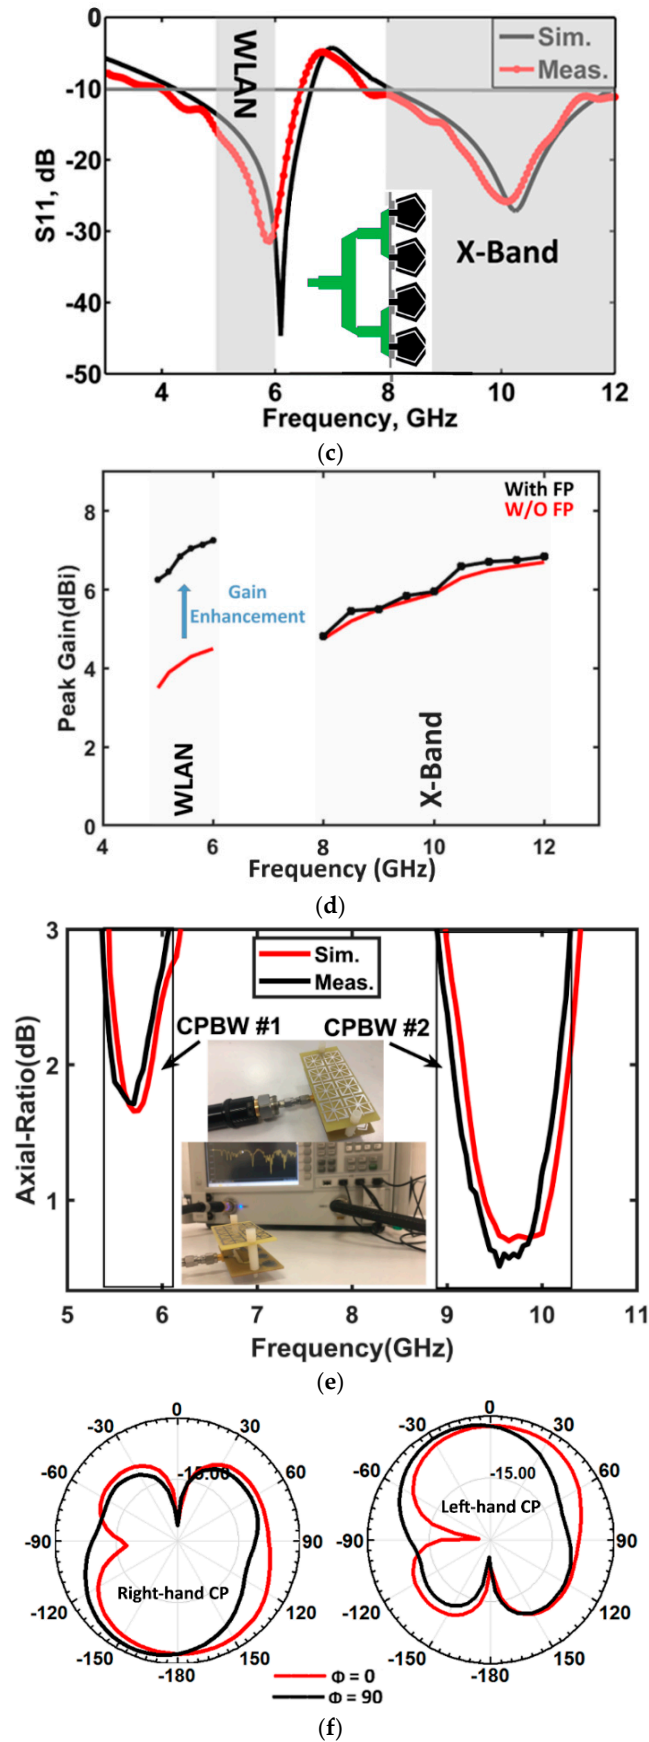 0
-10
-20
-30
-40
-50
S11, dB
WLAN
Sim.
Meas.
X-Band
4 6 8 10 12
Frequency, GHz
(c)
8
6
4
2
0
Peak Gain(dBi)
With FP
W/O FP
Gain
Enhancement
WLAN
X-Band
4 6 8 10 12
Frequency (GHz)
(d)
3
2
1
Axial-Ratio(dB)
Sim.
Meas.
CPBW #1 CPBW #2
5 6 7 8 9 10 11
Frequency(GHz)
(e)
0
-30 30
-60 60
-15.00
-90 90
Right-hand CP
-120 120
-150 150
-180
0
-30 30
-60 60
-15.00
Left-hand CP
-90 90
-120 120
-150 150
-180
Φ = 0
Φ = 90
(f)